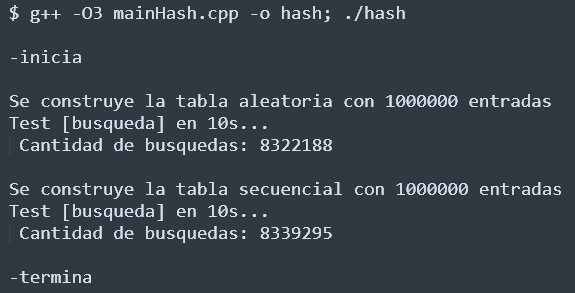 $ g++ -O3 mainHash.cpp -o hash; ./hash
-inicia
Se construye la tabla aleatoria con 1000000 entradas
Test [busqueda] en 10s...
Cantidad de busquedas: 8322188
Se construye la tabla secuencial con 1000000 entradas
Test [busqueda] en 10s...
Cantidad de busquedas: 8339295
-termina